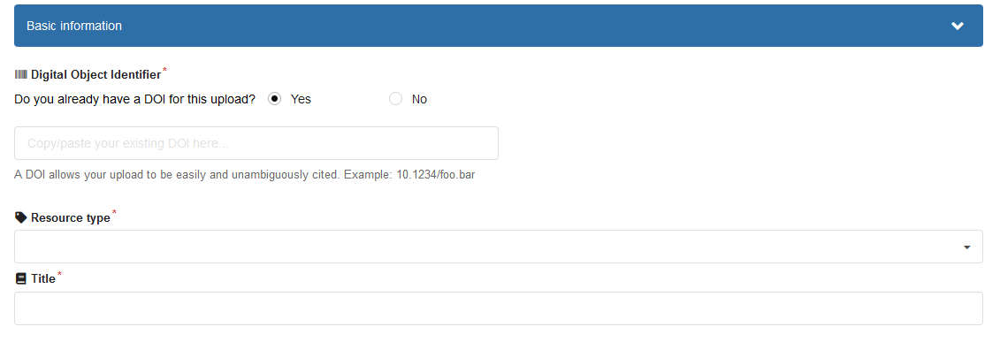 Basic information
Digital Object Identifier*
Do you already have a DOI for this upload? Yes No
Copy/paste your existing DOI here...
A DOI allows your upload to be easily and unambiguously cited. Example: 10.1234/foo.bar
Resource type*
Title*